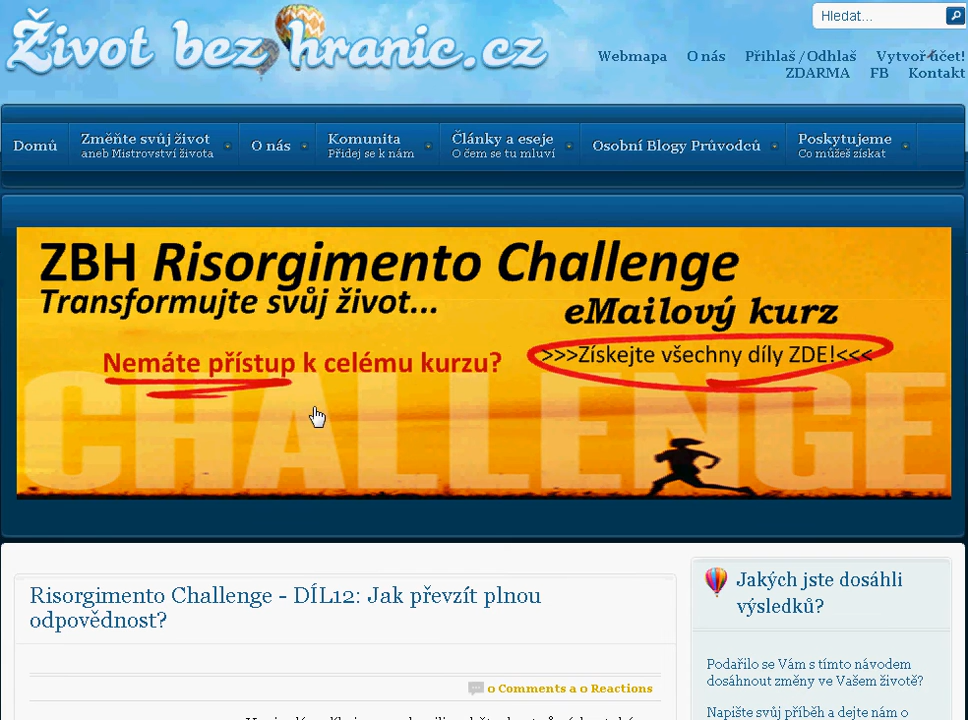 Život bez hranic.cz
Hledat...
Webmapa O nás Přihlaš / Odhlaš Vytvoř účet!
ZDARMA FB Kontakt
Domů
Změňte svůj život
aneb Mistrovství života
O nás
Komunita
Přidej se k nám
Články a eseje
O čem se tu mluví
Osobní Blogy Průvodců
Poskytujeme
Co můžeš získat
ZBH Risorgimento Challenge
Transformujte svůj život...
eMailový kurz
Nemáte přístup k celému kurzu?
>>>Získejte všechny díly ZDE!<<<
CHALLENGE
Risorgimento Challenge - DÍL12: Jak převzít plnou
odpovědnost?
0 Comments a 0 Reactions
Jakých jste dosáhli
výsledků?
Podařilo se Vám s tímto návodem
dosáhnout změny ve Vašem životě?
Napište svůj příběh a dejte nám o